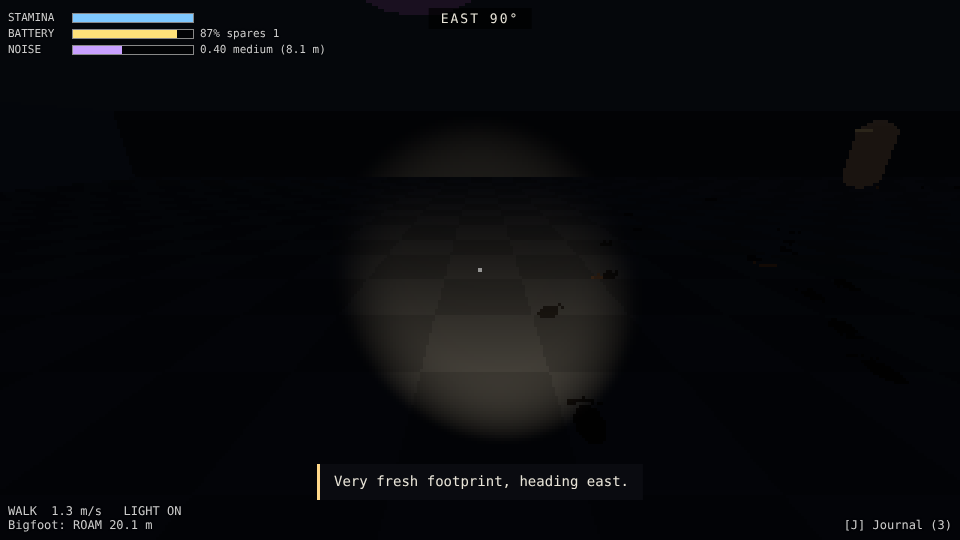 STAMINA
EAST 90°
BATTERY 87% spares 1
NOISE 0.40 medium (8.1 m)
Very fresh footprint, heading east.
WALK 1.3 m/s LIGHT ON
Bigfoot: ROAM 20.1 m
[J] Journal (3)